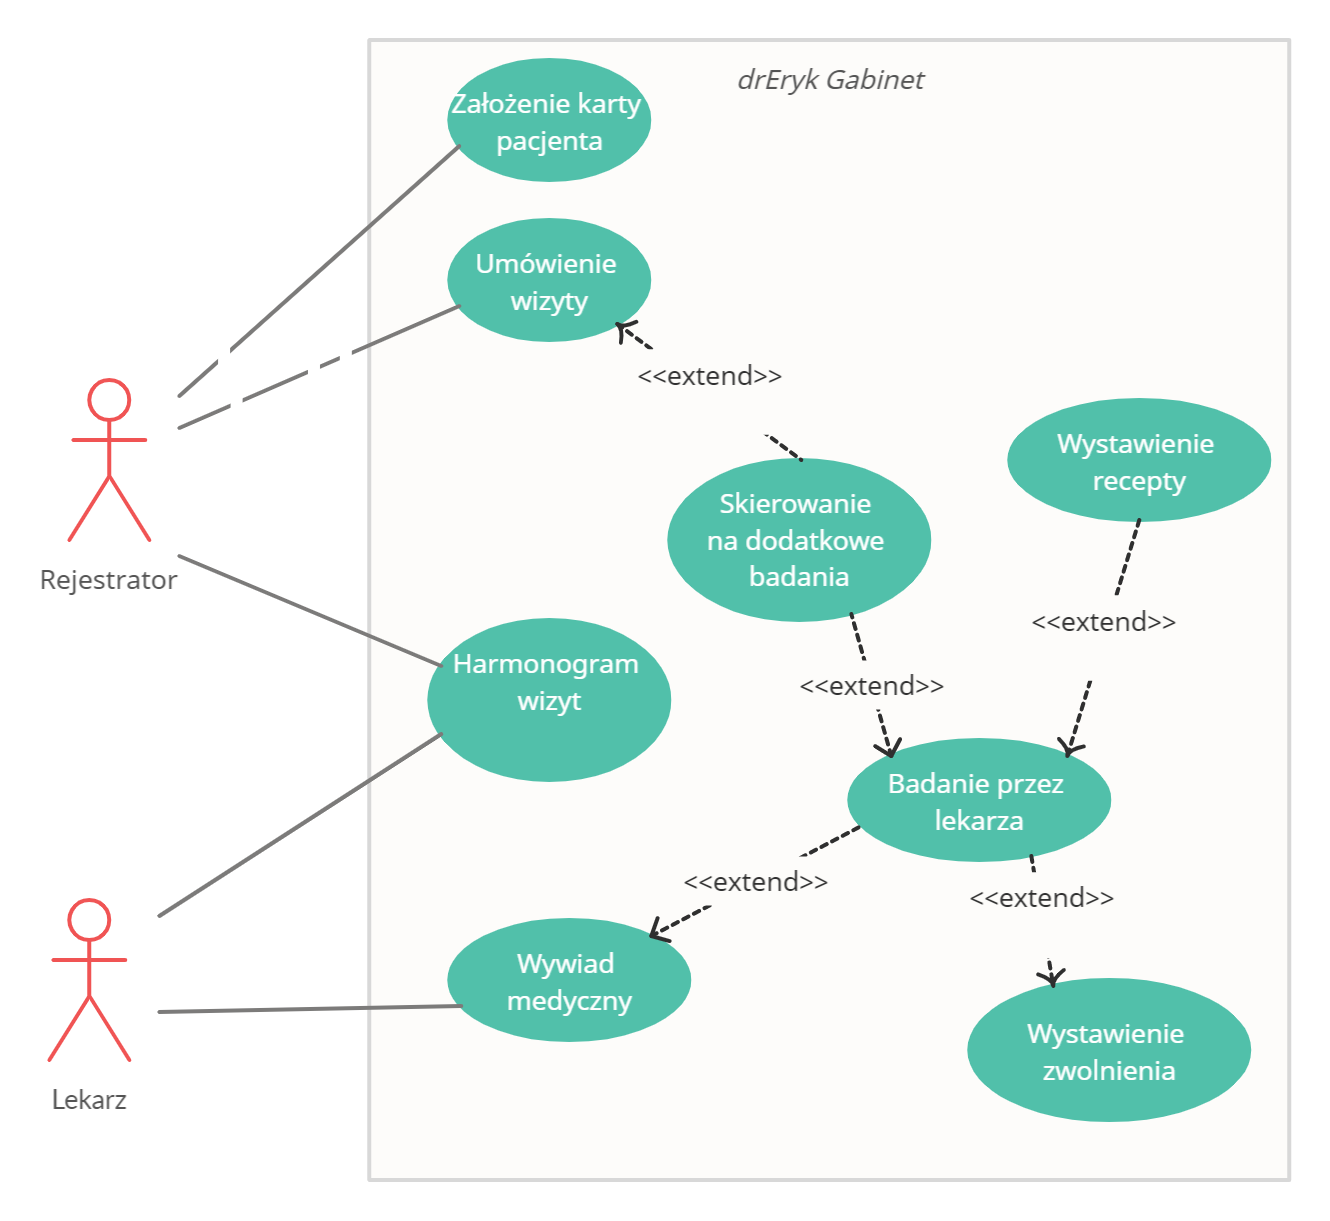 drEryk Gabinet
Założenie karty
pacjenta
Umówienie
wizyty
<<extend>>
Wystawienie
recepty
Skierowanie
na dodatkowe
badania
Rejestrator
<<extend>>
Harmonogram
wizyt
<<extend>>
Badanie przez
lekarza
<<extend>>
<<extend>>
Wywiad
medyczny
Wystawienie
zwolnienia
Lekarz